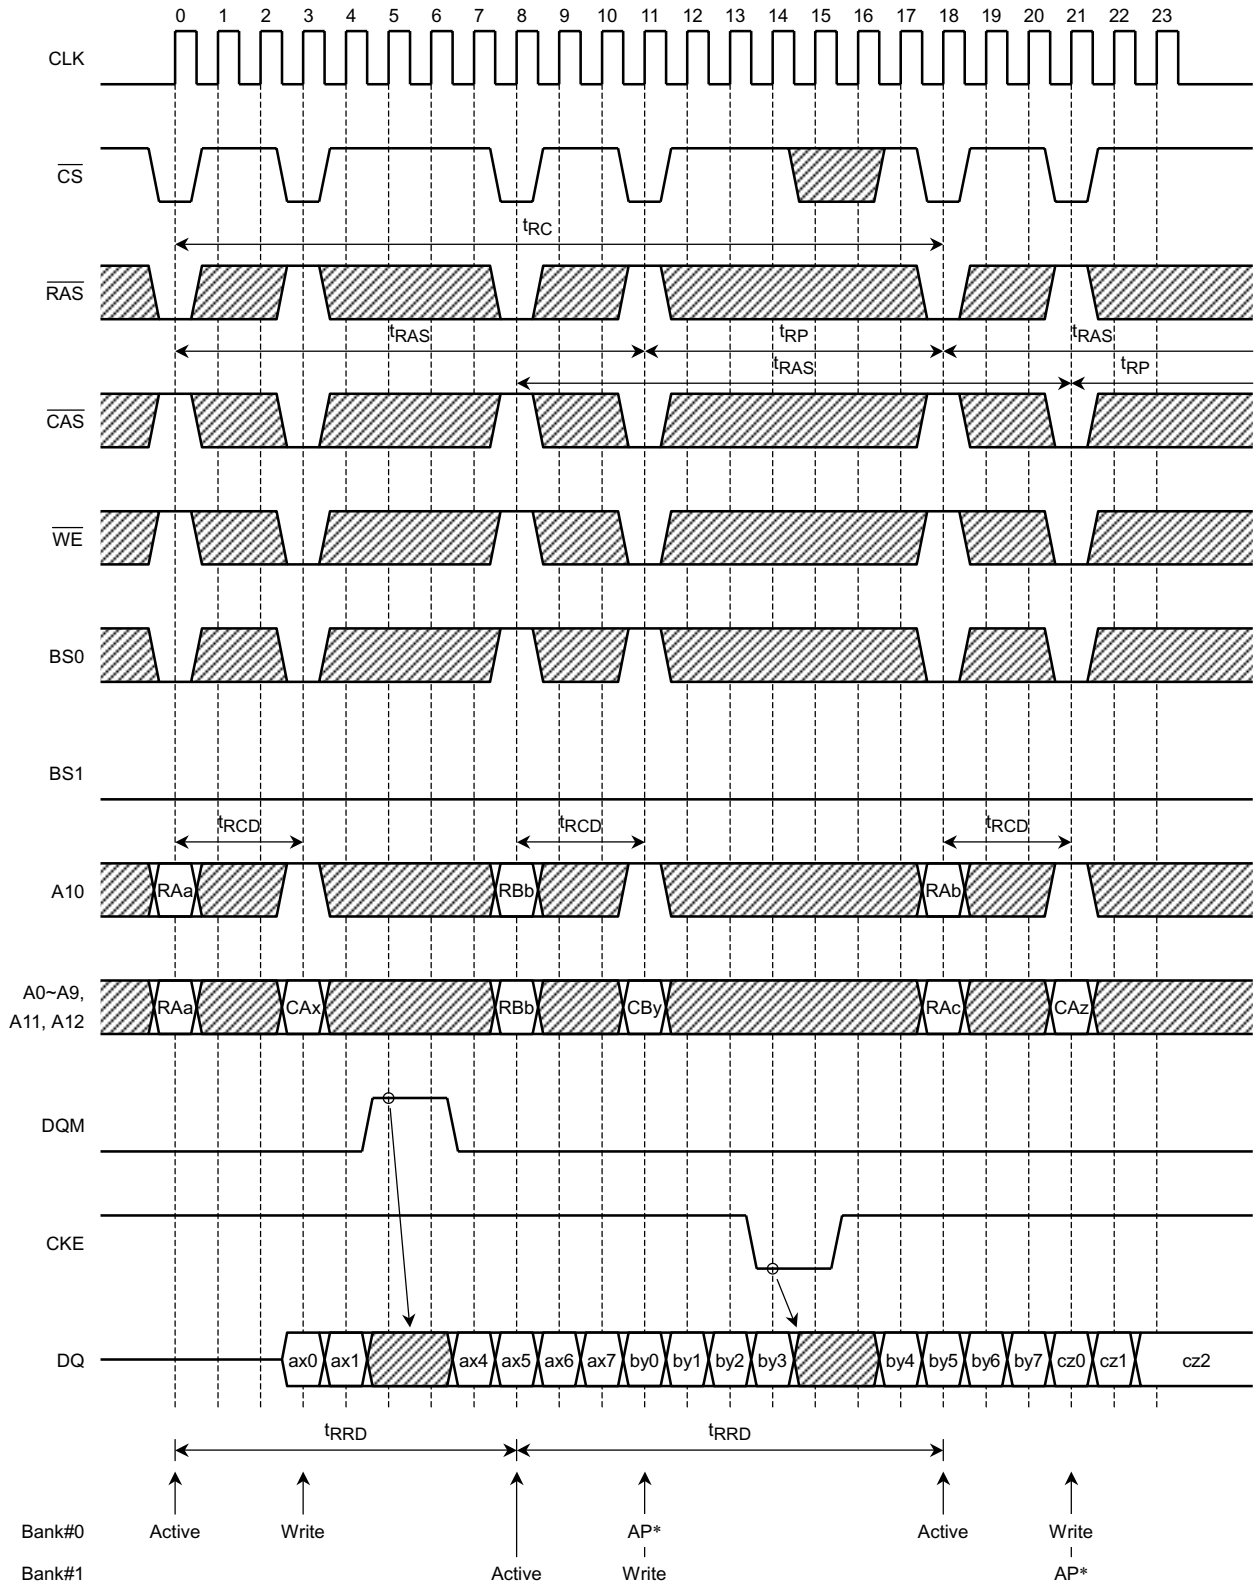 0 1 2 3 4 5 6 7 8 9 10 11 12 13 14 15 16 17 18 19 20 21 22 23
CLK
CS
tRC
RAS
tRAS tRP tRAS
tRAS tRP
CAS
WE
BS0
BS1
tRCD tRCD tRCD
A10 RAa RBb RAb
A0~A9,
A11, A12
RAa CAx RBb CBy RAc CAz
DQM
CKE
DQ ax0 ax1 ax4 ax5 ax6 ax7 by0 by1 by2 by3 by4 by5 by6 by7 cz0 cz1 cz2
tRRD tRRD
Bank#0 Active Write AP* Active Write
Bank#1 Active Write AP*